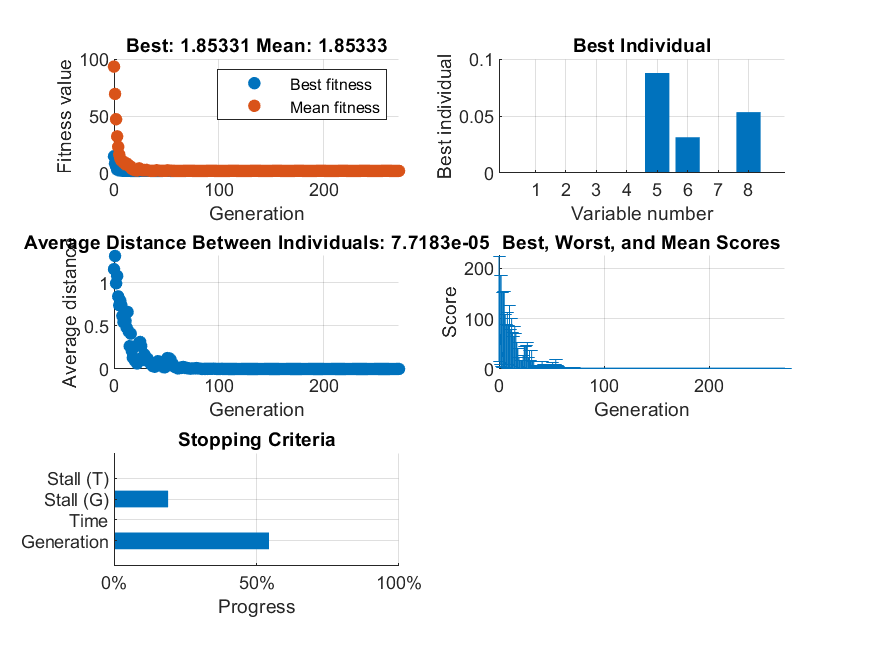 Best: 1.85331 Mean: 1.85333
Fitness value
100
50
0
Best fitness
Mean fitness
0
100
200
Generation
Best Individual
Best individual
0.1
0.05
0
1 2 3 4 5 6 7 8
Variable number
Average Distance Between Individuals: 7.7183e-05
Average distance
1
0.5
0
0
100
200
Generation
Best, Worst, and Mean Scores
Score
200
100
0
0
100
200
Generation
Stopping Criteria
Stall (T)
Stall (G)
Time
Generation
0%
50%
100%
Progress